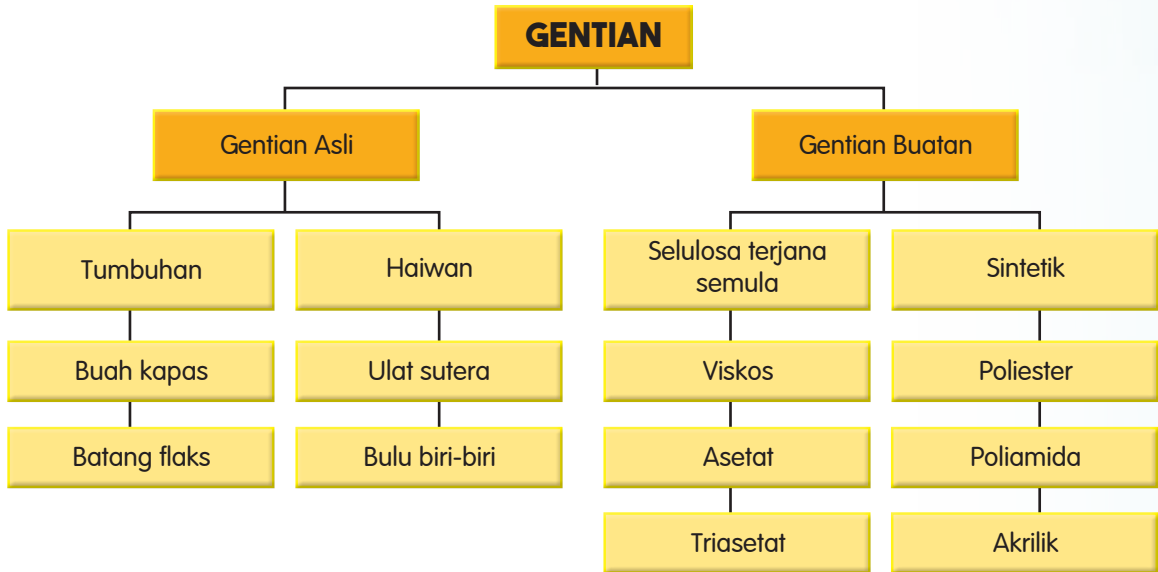 GENTIAN
Gentian Asli
Gentian Buatan
Tumbuhan
Haiwan
Selulosa terjana
semula
Sintetik
Buah kapas
Ulat sutera
Viskos
Poliester
Batang flaks
Bulu biri-biri
Asetat
Poliamida
Triasetat
Akrilik